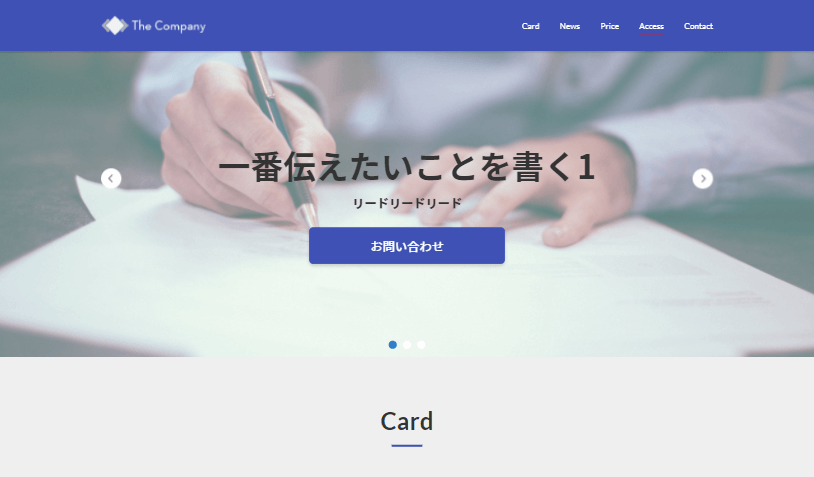 The Company
Card News Price Access Contact
一番伝えたいことを書く1
リードリードリード
お問い合わせ
Card